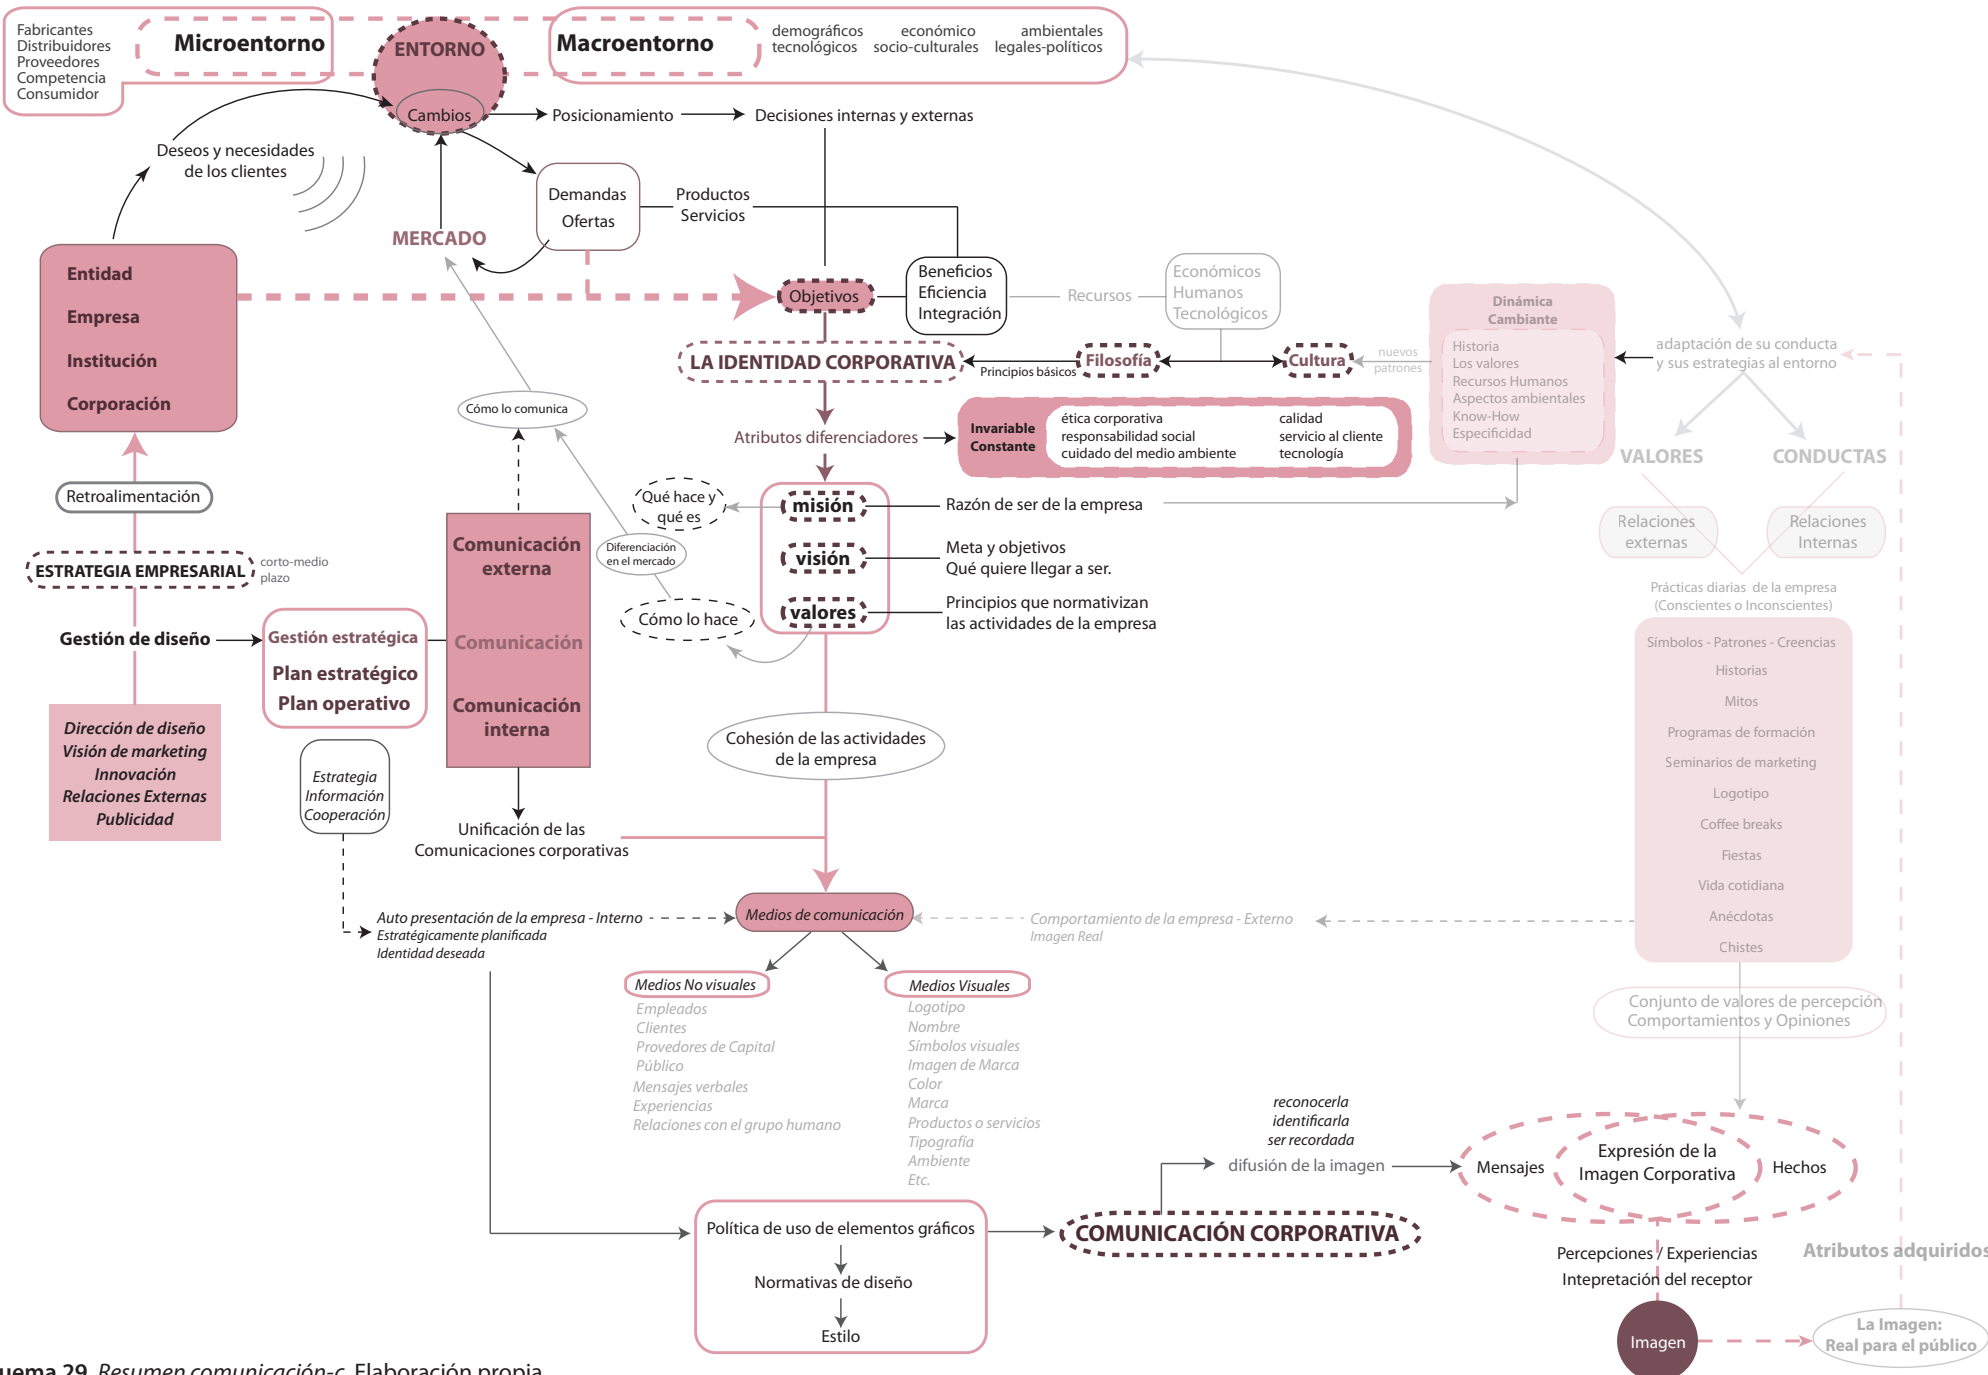 Fabricantes
Distribuidores
Proveedores
Competencia
Consumidor
Microentorno
ENTORNO
Macroentorno
demográficos económico ambientales
tecnológicos socio-culturales legales-políticos
Cambios
Posicionamiento
Decisiones internas y externas
Deseos y necesidades
de los clientes
Demandas
Ofertas
Productos
Servicios
MERCADO
Entidad
Empresa
Institución
Corporación
Objetivos
Beneficios
Eficiencia
Integración
Recursos
Económicos
Humanos
Tecnológicos
LA IDENTIDAD CORPORATIVA
Principios básicos
Filosofía
Cultura
nuevos
patrones
Dinámica
Cambiante
Historia
Los valores
Recursos Humanos
Aspectos ambientales
Know-How
Especificidad
adaptación de su conducta
y sus estrategias al entorno
VALORES
CONDUCTAS
Relaciones
externas
Relaciones
Internas
Prácticas diarias de la empresa
(Conscientes o Inconscientes)
Símbolos - Patrones - Creencias
Historias
Mitos
Programas de formación
Seminarios de marketing
Logotipo
Coffee breaks
Fiestas
Vida cotidiana
Anécdotas
Chistes
Conjunto de valores de percepción
Comportamientos y Opiniones
Cómo lo comunica
Atributos diferenciadores
Invariable
Constante
ética corporativa
responsabilidad social
cuidado del medio ambiente
calidad
servicio al cliente
tecnología
Retroalimentación
ESTRATEGIA EMPRESARIAL
corto-medio
plazo
Gestión de diseño
Gestión estratégica
Plan estratégico
Plan operativo
Comunicación
externa
Comunicación
Comunicación
interna
Qué hace y
qué es
Diferenciación
en el mercado
Cómo lo hace
misión
Razón de ser de la empresa
visión
Meta y objetivos
Qué quiere llegar a ser.
valores
Principios que normativizan
las actividades de la empresa
Dirección de diseño
Visión de marketing
Innovación
Relaciones Externas
Publicidad
Estrategia
Información
Cooperación
Cohesión de las actividades
de la empresa
Unificación de las
Comunicaciones corporativas
Auto presentación de la empresa - Interno
Estratégicamente planificada
Identidad deseada
Medios de comunicación
Comportamiento de la empresa - Externo
Imagen Real
Medios No visuales
Empleados
Clientes
Provedores de Capital
Público
Mensajes verbales
Experiencias
Relaciones con el grupo humano
Medios Visuales
Logotipo
Nombre
Símbolos visuales
Imagen de Marca
Color
Marca
Productos o servicios
Tipografía
Ambiente
Etc.
Política de uso de elementos gráficos
Normativas de diseño
Estilo
COMUNICACIÓN CORPORATIVA
reconocerla
identificarla
ser recordada
difusión de la imagen
Mensajes
Expresión de la
Imagen Corporativa
Hechos
Percepciones / Experiencias
Intepretación del receptor
Imagen
Atributos adquiridos
La Imagen:
Real para el público
uema 29. Resumen comunicación-c. Elaboración propia